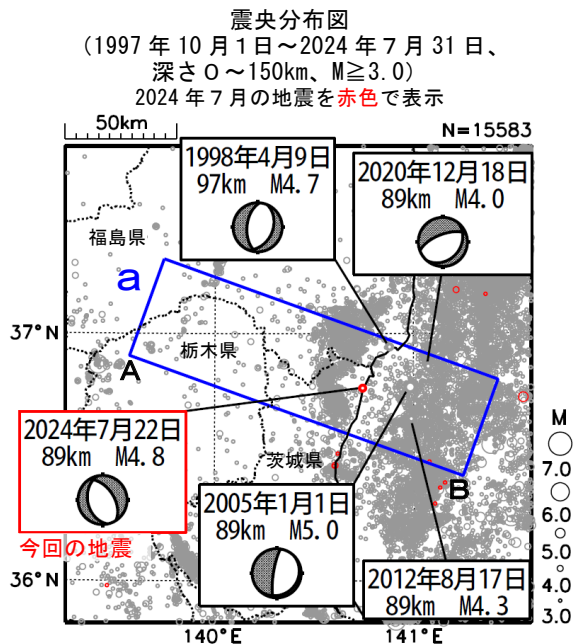 震央分布図
(1997年10月1日～2024年7月31日、
深さ0～150km、M≧3.0)
2024年7月の地震を赤色で表示
50km
N=15583
1998年4月9日
97km M4.7
2020年12月18日
89km M4.0
福島県
a
37°N
栃木県
A
2024年7月22日
89km M4.8
今回の地震
茨城県
B
2005年1月1日
89km M5.0
2012年8月17日
89km M4.3
M
7.0
6.0
5.0
4.0
3.0
36°N
140°E
141°E